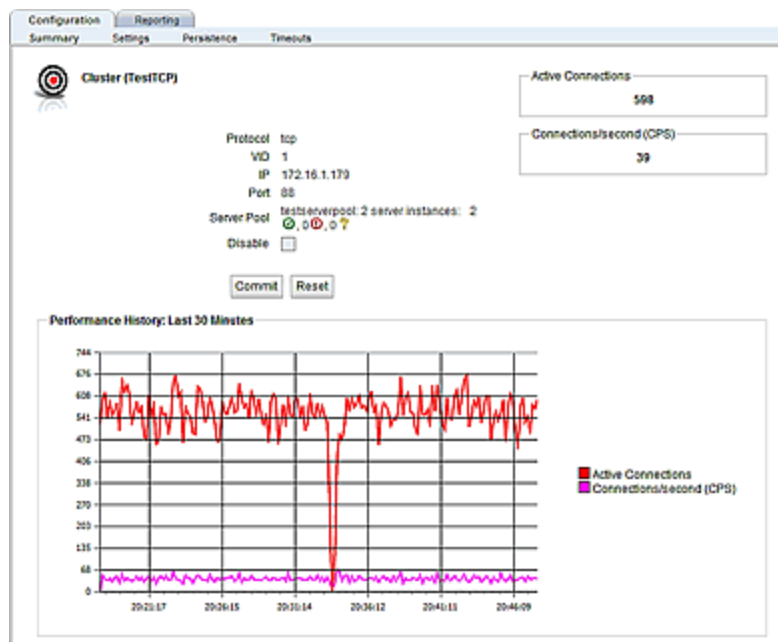 Configuration Reporting
Summary Settings Persistence Timeouts
Cluster (TestTCP)
Active Connections
598
Connections/second (CPS)
39
Protocol tcp
VID 1
IP 172.16.1.179
Port 88
Server Pool testserverpool: 2 server instances: 2
, 0 , 0 ?
Disable
Commit Reset
Performance History: Last 30 Minutes
744
676
608
541
473
406
338
270
203
135
68
0
20:21:17 20:26:15 20:31:14 20:36:12 20:41:11 20:46:09
Active Connections
Connections/second (CPS)